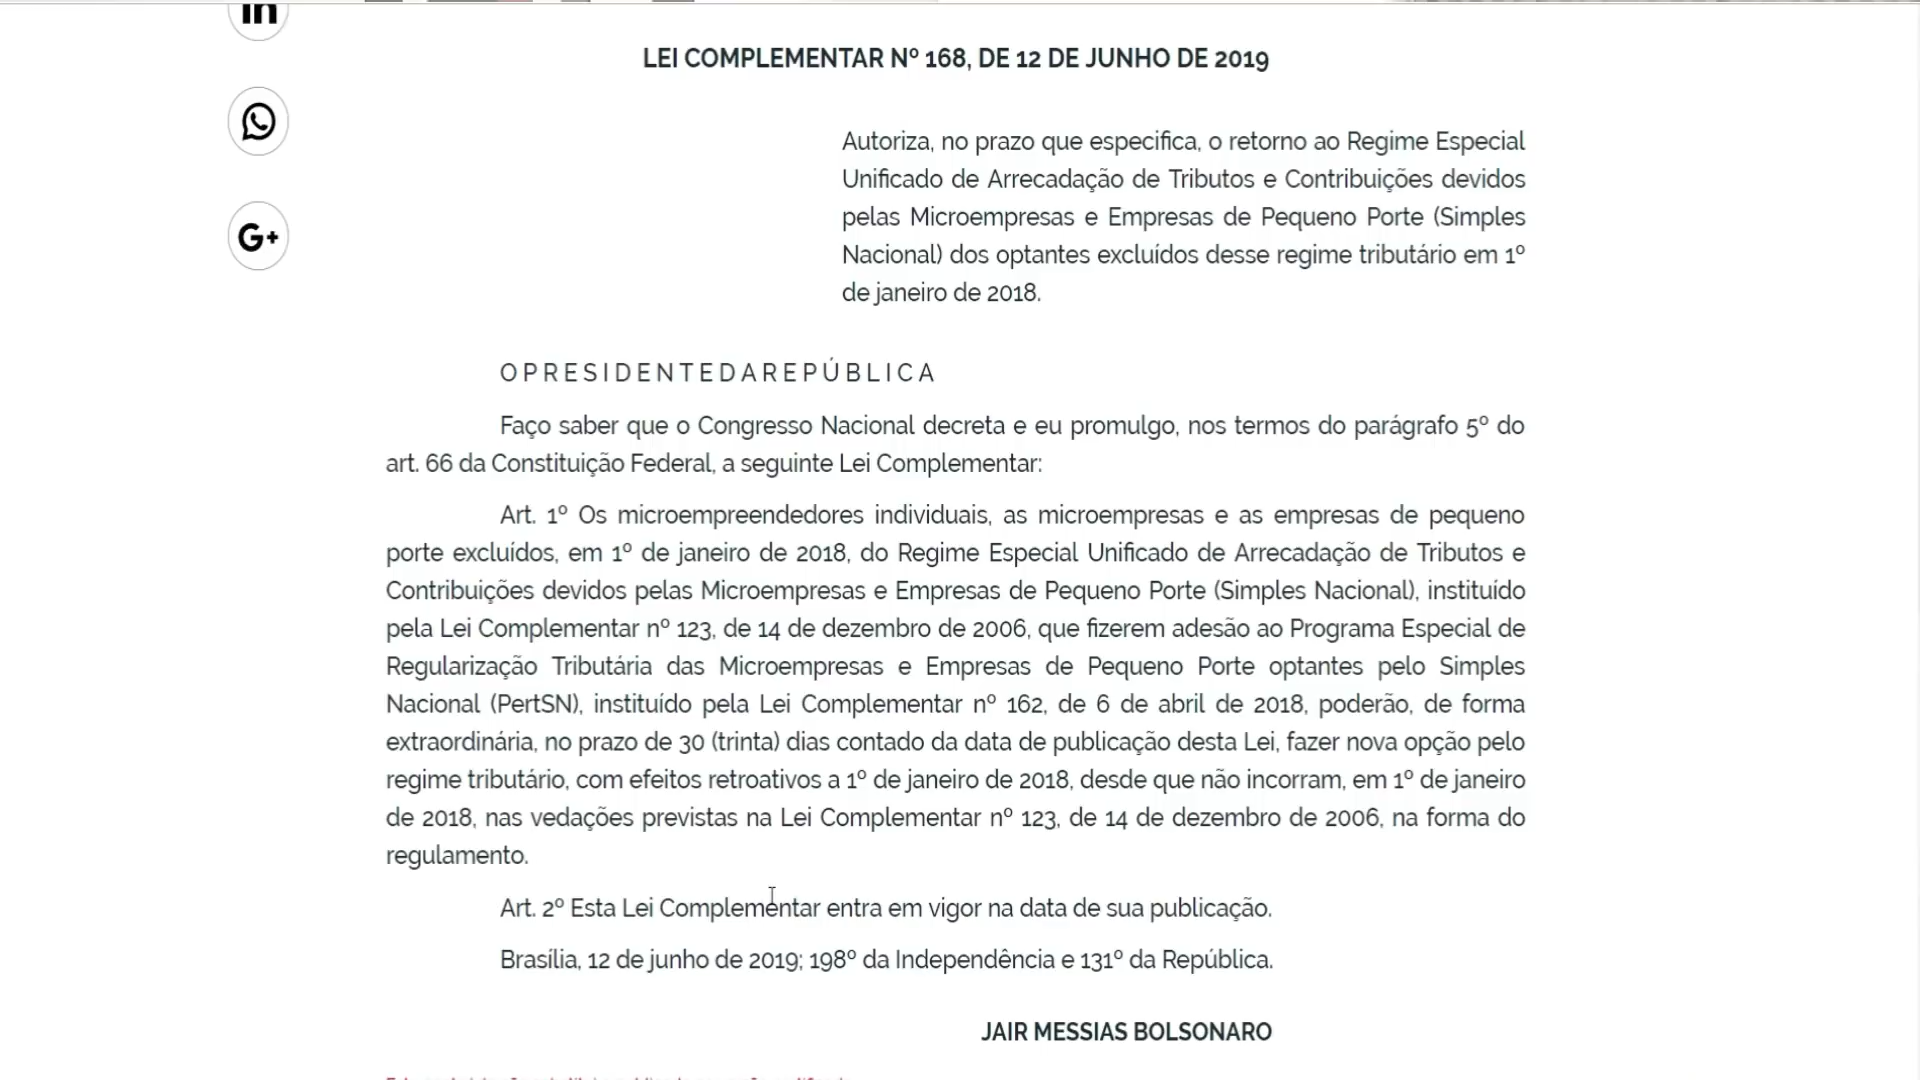 in
G+
LEI COMPLEMENTAR Nº 168, DE 12 DE JUNHO DE 2019
Autoriza, no prazo que especifica, o retorno ao Regime Especial
Unificado de Arrecadação de Tributos e Contribuições devidos
pelas Microempresas e Empresas de Pequeno Porte (Simples
Nacional) dos optantes excluídos desse regime tributário em 1º
de janeiro de 2018.
O P R E S I D E N T E D A R E P Ú B L I C A
Faço saber que o Congresso Nacional decreta e eu promulgo, nos termos do parágrafo 5º do
art. 66 da Constituição Federal, a seguinte Lei Complementar:
Art. 1º Os microempreendedores individuais, as microempresas e as empresas de pequeno
porte excluídos, em 1º de janeiro de 2018, do Regime Especial Unificado de Arrecadação de Tributos e
Contribuições devidos pelas Microempresas e Empresas de Pequeno Porte (Simples Nacional), instituído
pela Lei Complementar nº 123, de 14 de dezembro de 2006, que fizerem adesão ao Programa Especial de
Regularização Tributária das Microempresas e Empresas de Pequeno Porte optantes pelo Simples
Nacional (PertSN), instituído pela Lei Complementar nº 162, de 6 de abril de 2018, poderão, de forma
extraordinária, no prazo de 30 (trinta) dias contado da data de publicação desta Lei, fazer nova opção pelo
regime tributário, com efeitos retroativos a 1º de janeiro de 2018, desde que não incorram, em 1º de janeiro
de 2018, nas vedações previstas na Lei Complementar nº 123, de 14 de dezembro de 2006, na forma do
regulamento.
Art. 2º Esta Lei Complementar entra em vigor na data de sua publicação.
Brasília, 12 de junho de 2019; 198º da Independência e 131º da República.
JAIR MESSIAS BOLSONARO